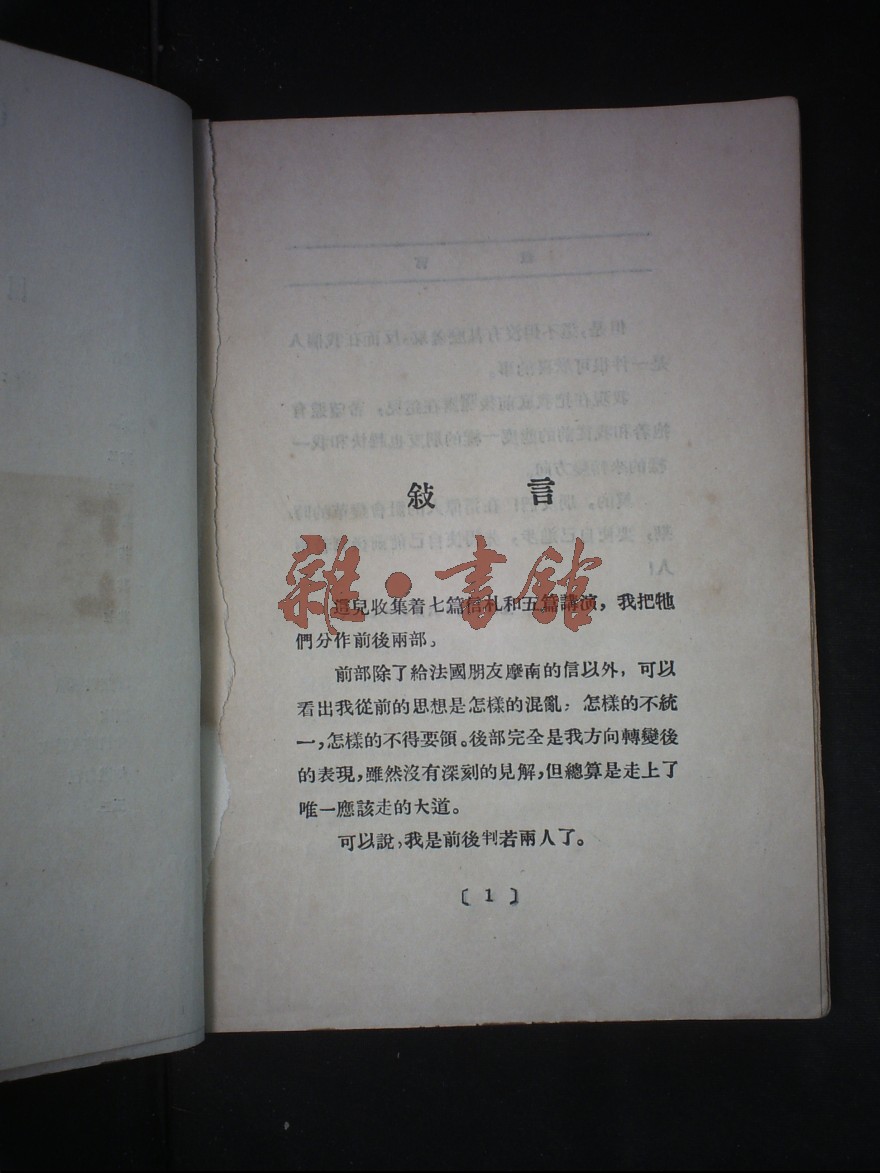 敍言
雜·書館
這兒收集着七篇信札和五篇講演，我把牠
們分作前後兩部。
前部除了給法國朋友摩南的信以外，可以
看出我從前的思想是怎樣的混亂，怎樣的不統
一，怎樣的不得要領。後部完全是我方向轉變後
的表現，雖然沒有深刻的見解，但總算是走上了
唯一應該走的大道。
可以說，我是前後判若兩人了。
〔1〕
目